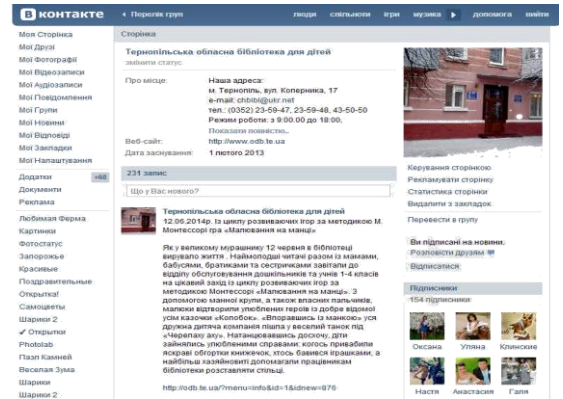 В контакте
Перелік груп
люди спільноти ігри музика допомога вийти
Моя Сторінка
Мої Друзі
Мої Фотографії
Мої Відеозаписи
Мої Аудіозаписи
Мої Повідомлення
Мої Групи
Мої Новини
Мої Відповіді
Мої Закладки
Мої Налаштування
Додатки +68
Документи
Реклама
Любимая Ферма
Картинки
Фотостатус
Запорожье
Красивые
Поздравительные
Открытка!
Самоцветы
Шарики 2
✓ Открытки
Photolab
Пазл Камней
Веселая Зума
Шарики
Шарики 2
Сторінка
Тернопільська обласна бібліотека для дітей
змінити статус
Про місце: Наша адреса:
м. Тернопіль, вул. Коперника, 17
e-mail: chbibl@ukr.net
тел.: (0352) 23-59-47, 23-59-48, 43-50-50
Режим роботи: з 9:00.00 до 18:00,
Показати повністю..
Веб-сайт: http://www.odb.te.ua
Дата заснування: 1 лютого 2013
231 запис
Що у Вас нового?
Тернопільська обласна бібліотека для дітей
12.06.2014р. Із циклу розвиваючих ігор за методикою М.
Монтессорі гра «Малювання на манці»
Як у великому мурашнику 12 червня в бібліотеці
вирувало життя . Наймолодші читачі разом із мамами,
бабусями, братиками та сестричками завітали до
відділу обслуговування дошкільників та учнів 1-4 класів
на цікавий захід із циклу розвиваючих ігор за
методикою Монтессорі «Малювання на манці». З
допомогою манної крупи, а також власних пальчиків,
малюки відтворили улюблених героїв із добре відомої
усім казочки «Колобок». «Впоравшись із манкою» уся
дружна дитяча компанія пішла у веселий танок під
«Черепаху аху». Натанцювавшись досхочу, діти
зайнялись улюбленими справами: когось привабили
яскраві обгортки книжечок, хтось бавився іграшками, а
найбільш хазяйновиті допомагали працівникам
бібліотеки розставляти стільці.
http://odb.te.ua/?menu=info&id=1&idnew=876
Керування сторінкою
Рекламувати сторінку
Статистика сторінки
Видалити з закладок
Перевести в групу
Ви підписані на новини.
Розповісти друзям
Відписатися
Підписники
154 підписники
Оксана Уляна Клинские
Настя Анастасия Галя